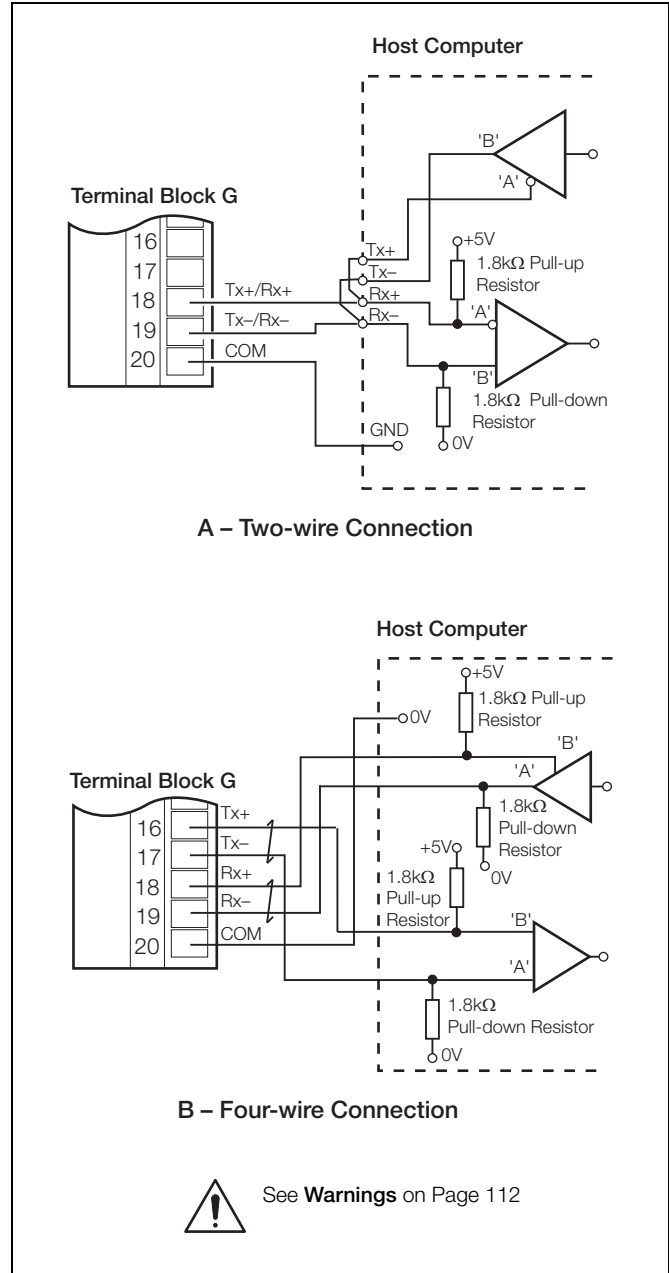 Host Computer
'B'
'A'
Terminal Block G
16
17
18
19
20
Tx+/Rx+
Tx–/Rx–
COM
Tx+
Tx–
Rx+
Rx–
GND
+5V
1.8kΩ Pull-up
Resistor
'A'
'B'
1.8kΩ Pull-down
Resistor
0V
A – Two-wire Connection
Host Computer
+5V
1.8kΩ Pull-up
Resistor
0V
'B'
'A'
Terminal Block G
16
17
18
19
20
Tx+
Tx–
Rx+
Rx–
COM
1.8kΩ
Pull-down
Resistor
0V
+5V
1.8kΩ
Pull-up
Resistor
'B'
'A'
1.8kΩ
Pull-down Resistor
0V
B – Four-wire Connection
See Warnings on Page 112